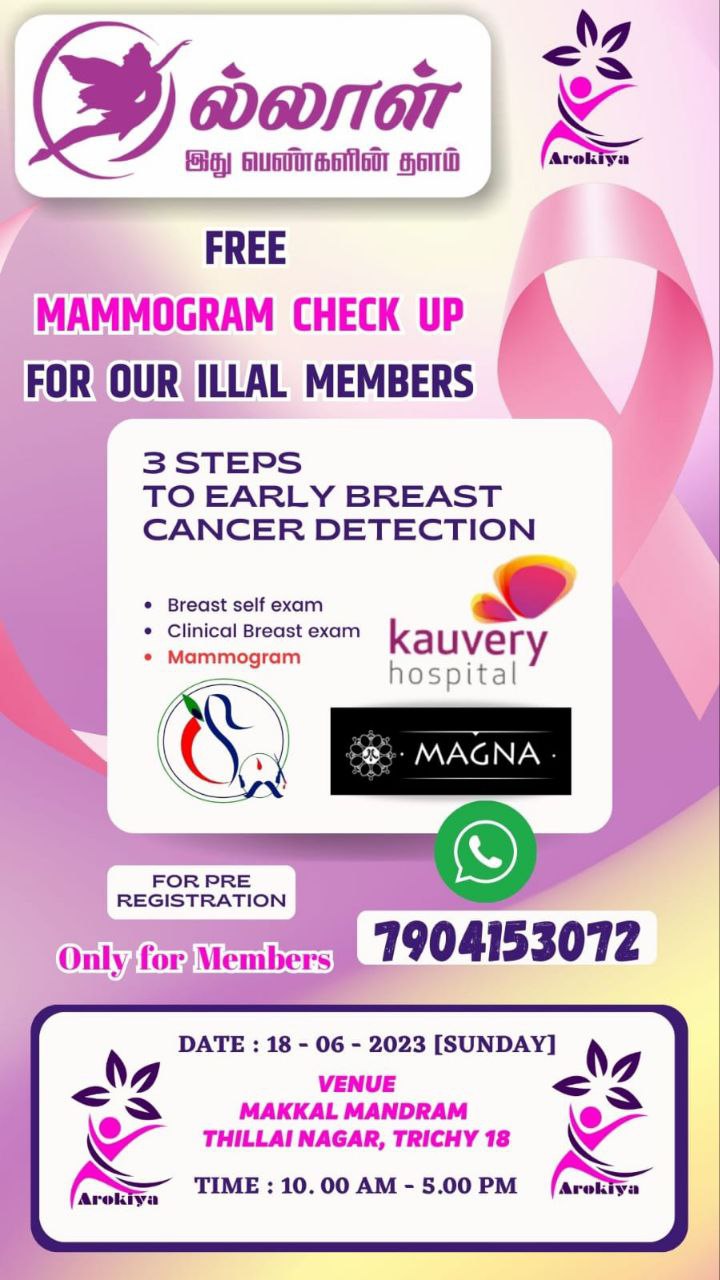 ல்லாள்
இது பெண்களின் தளம்
Arokiya
FREE
MAMMOGRAM CHECK UP
FOR OUR ILLAL MEMBERS
3 STEPS
TO EARLY BREAST
CANCER DETECTION
• Breast self exam
• Clinical Breast exam
• Mammogram
kauvery
hospital
· MAGNA ·
FOR PRE
REGISTRATION
7904153072
Only for Members
DATE : 18 - 06 - 2023 [SUNDAY]
VENUE
MAKKAL MANDRAM
THILLAI NAGAR, TRICHY 18
TIME : 10. 00 AM - 5.00 PM
Arokiya
Arokiya